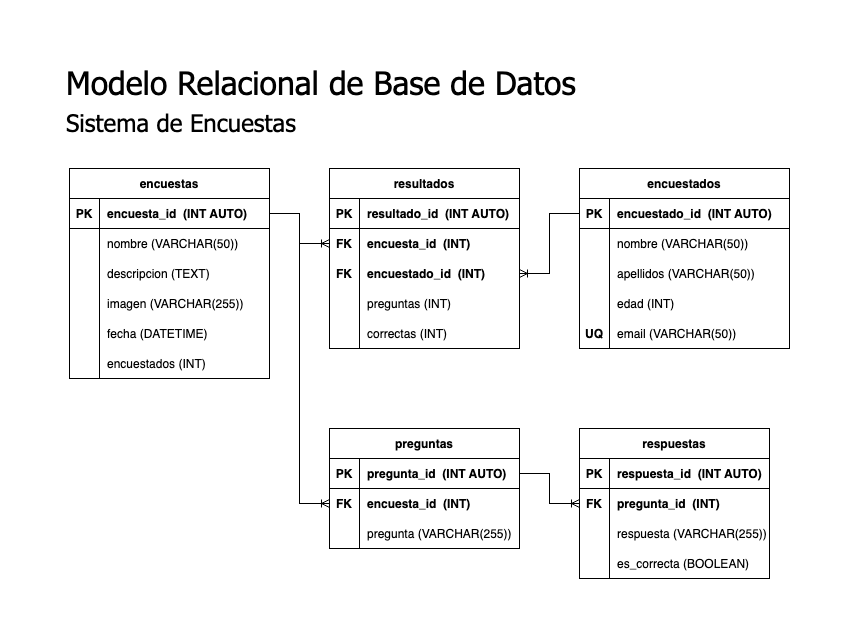 Modelo Relacional de Base de Datos
Sistema de Encuestas
encuestas
PK encuesta_id (INT AUTO)
nombre (VARCHAR(50))
descripcion (TEXT)
imagen (VARCHAR(255))
fecha (DATETIME)
encuestados (INT)
resultados
PK resultado_id (INT AUTO)
FK encuesta_id (INT)
FK encuestado_id (INT)
preguntas (INT)
correctas (INT)
encuestados
PK encuestado_id (INT AUTO)
nombre (VARCHAR(50))
apellidos (VARCHAR(50))
edad (INT)
UQ email (VARCHAR(50))
preguntas
PK pregunta_id (INT AUTO)
FK encuesta_id (INT)
pregunta (VARCHAR(255))
respuestas
PK respuesta_id (INT AUTO)
FK pregunta_id (INT)
respuesta (VARCHAR(255))
es_correcta (BOOLEAN)